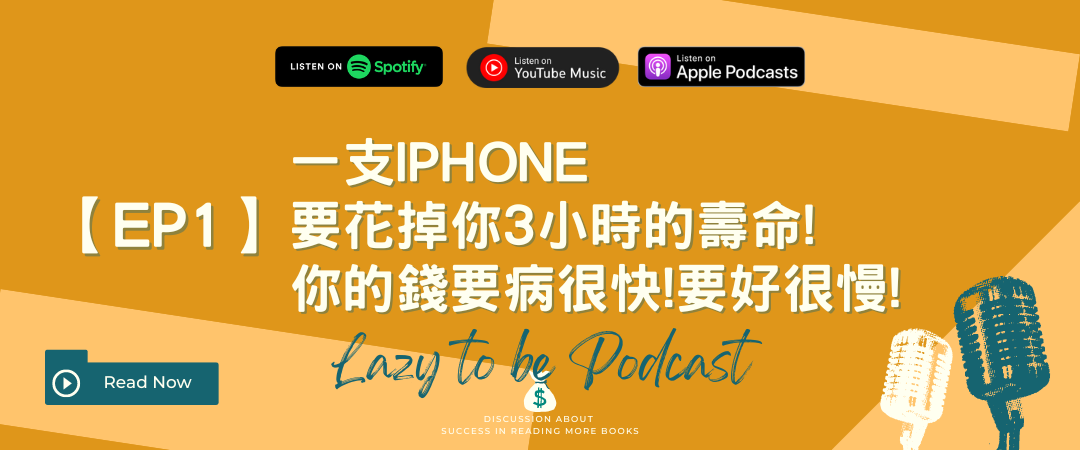 LISTEN ON Spotify
Listen on
YouTube Music
Listen on
Apple Podcasts
一支IPHONE
【EP1】要花掉你3小時的壽命!
你的錢要病很快!要好很慢!
Lazy to be Podcast
$
DISCUSSION ABOUT
SUCCESS IN READING MORE BOOKS
Read Now